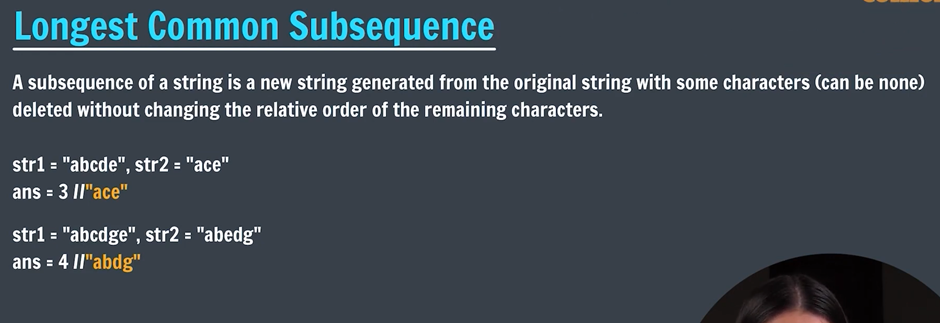 Longest Common Subsequence
A subsequence of a string is a new string generated from the original string with some characters (can be none)
deleted without changing the relative order of the remaining characters.
str1 = "abcde", str2 = "ace"
ans = 3 //"ace"
str1 = "abcdge", str2 = "abedg"
ans = 4 //"abdg"